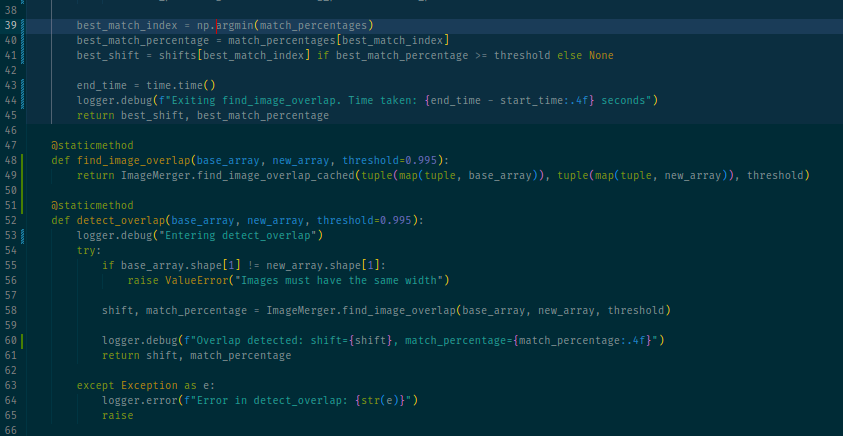 38
39 best_match_index = np.argmin(match_percentages)
40 best_match_percentage = match_percentages[best_match_index]
41 best_shift = shifts[best_match_index] if best_match_percentage >= threshold else None
42
43 end_time = time.time()
44 logger.debug(f"Exiting find_image_overlap. Time taken: {end_time - start_time:.4f} seconds")
45 return best_shift, best_match_percentage
46
47 @staticmethod
48 def find_image_overlap(base_array, new_array, threshold=0.995):
49 return ImageMerger.find_image_overlap_cached(tuple(map(tuple, base_array)), tuple(map(tuple, new_array)), threshold)
50
51 @staticmethod
52 def detect_overlap(base_array, new_array, threshold=0.995):
53 logger.debug("Entering detect_overlap")
54 try:
55 if base_array.shape[1] != new_array.shape[1]:
56 raise ValueError("Images must have the same width")
57
58 shift, match_percentage = ImageMerger.find_image_overlap(base_array, new_array, threshold)
59
60 logger.debug(f"Overlap detected: shift={shift}, match_percentage={match_percentage:.4f}")
61 return shift, match_percentage
62
63 except Exception as e:
64 logger.error(f"Error in detect_overlap: {str(e)}")
65 raise
66